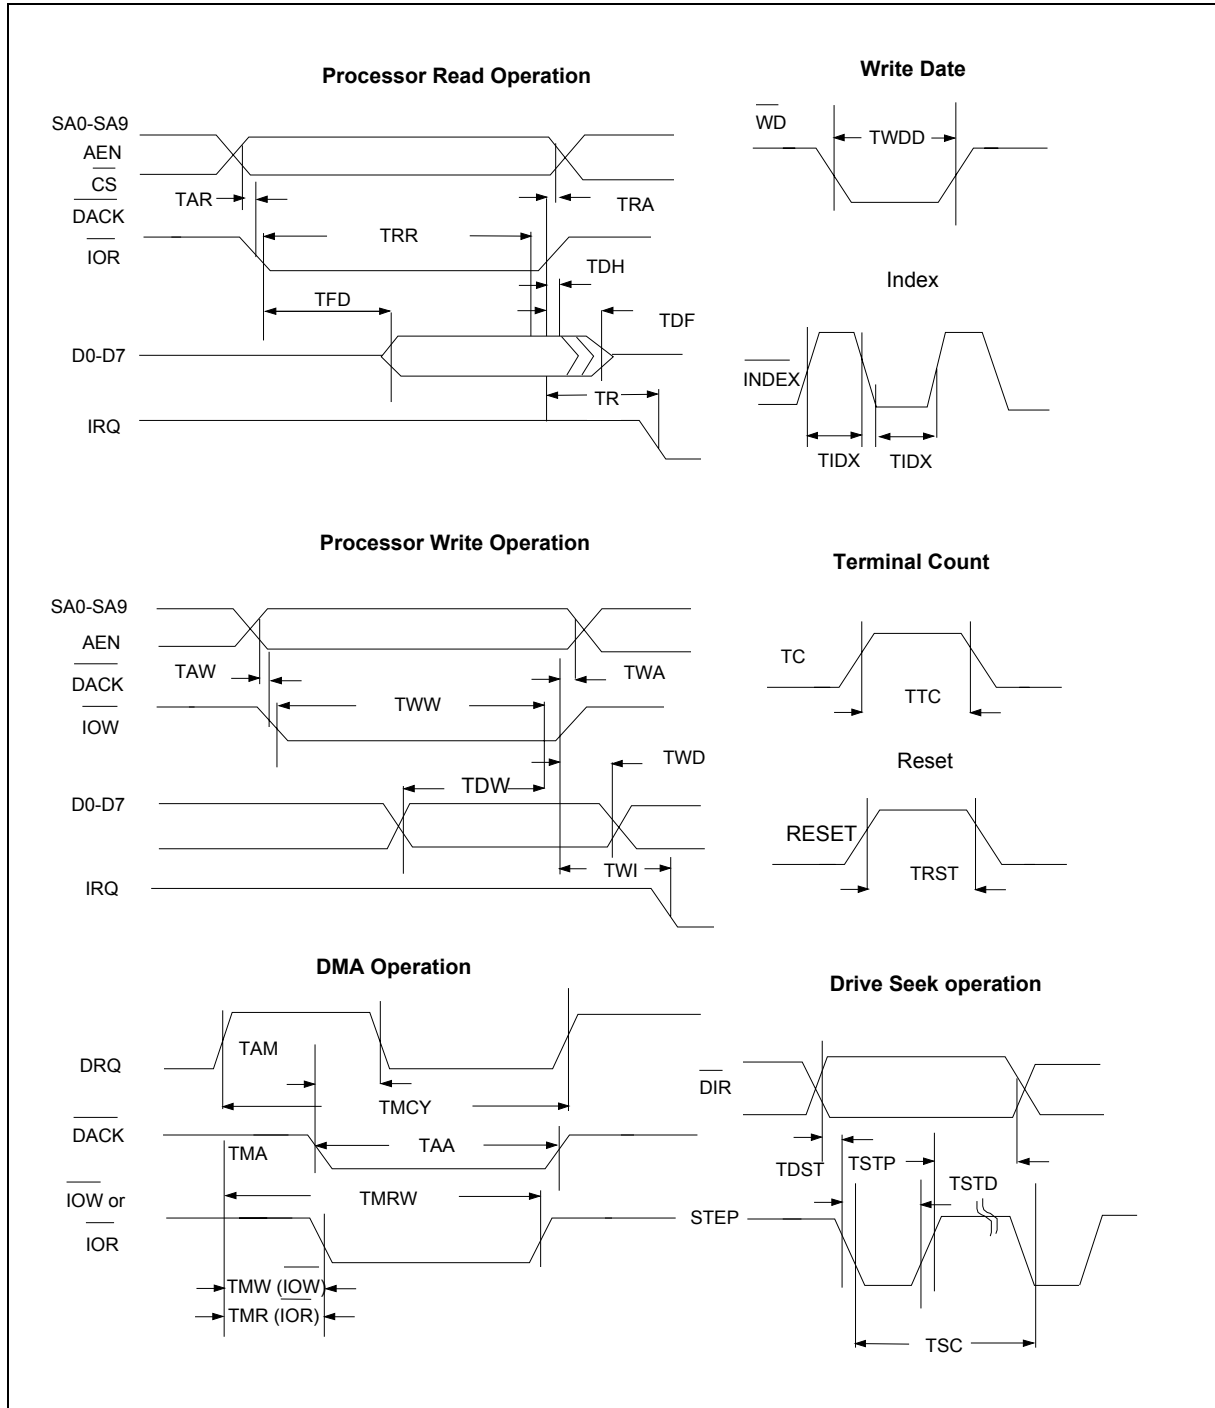 Processor Read Operation
SA0-SA9
AEN
CS
DACK
IOR
TAR
TRA
TRR
TDH
TFD
TDF
D0-D7
TR
IRQ
Write Date
WD
TWDD
Index
INDEX
TIDX
TIDX
Processor Write Operation
SA0-SA9
AEN
DACK
IOW
TAW
TWA
TWW
TWD
TDW
D0-D7
TWI
IRQ
Terminal Count
TC
TTC
Reset
RESET
TRST
DMA Operation
DRQ
TAM
TMCY
DACK
TMA
TAA
IOW or
IOR
TMRW
TMW (IOW)
TMR (IOR)
Drive Seek operation
DIR
TDST
TSTP
TSTD
STEP
TSC